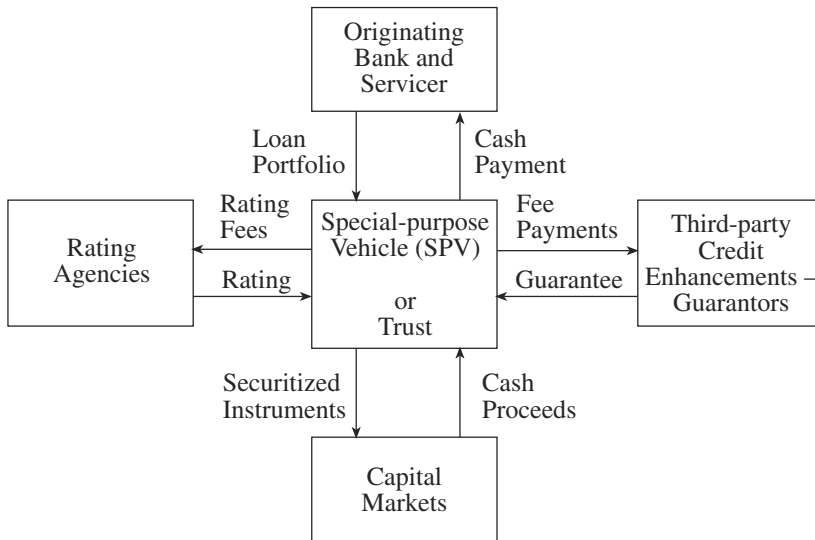 Originating
Bank and
Servicer
Loan
Portfolio
Cash
Payment
Rating
Agencies
Rating
Fees
Rating
Special-purpose
Vehicle (SPV)
or
Trust
Fee
Payments
Guarantee
Third-party
Credit
Enhancements –
Guarantors
Securitized
Instruments
Cash
Proceeds
Capital
Markets